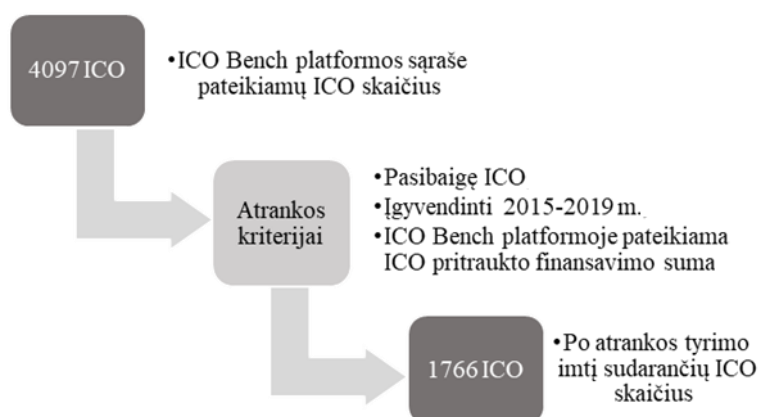 4097 ICO
•ICO Bench platformos sąraše
pateikiamų ICO skaičius
Atrankos
kriterijai
•Pasibaigę ICO
•Įgyvendinti 2015-2019 m.
•ICO Bench platformoje pateikiama
ICO pritraukto finansavimo suma
1766 ICO
•Po atrankos tyrimo
imtį sudarančių ICO
skaičius